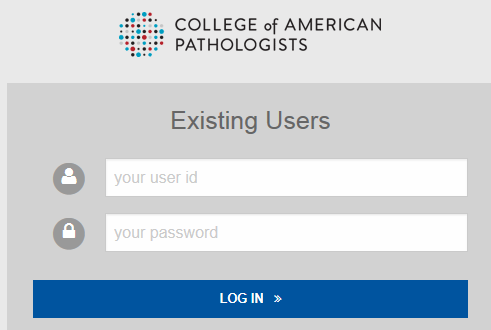 COLLEGE of AMERICAN
PATHOLOGISTS
Existing Users
your user id
your password
LOG IN »